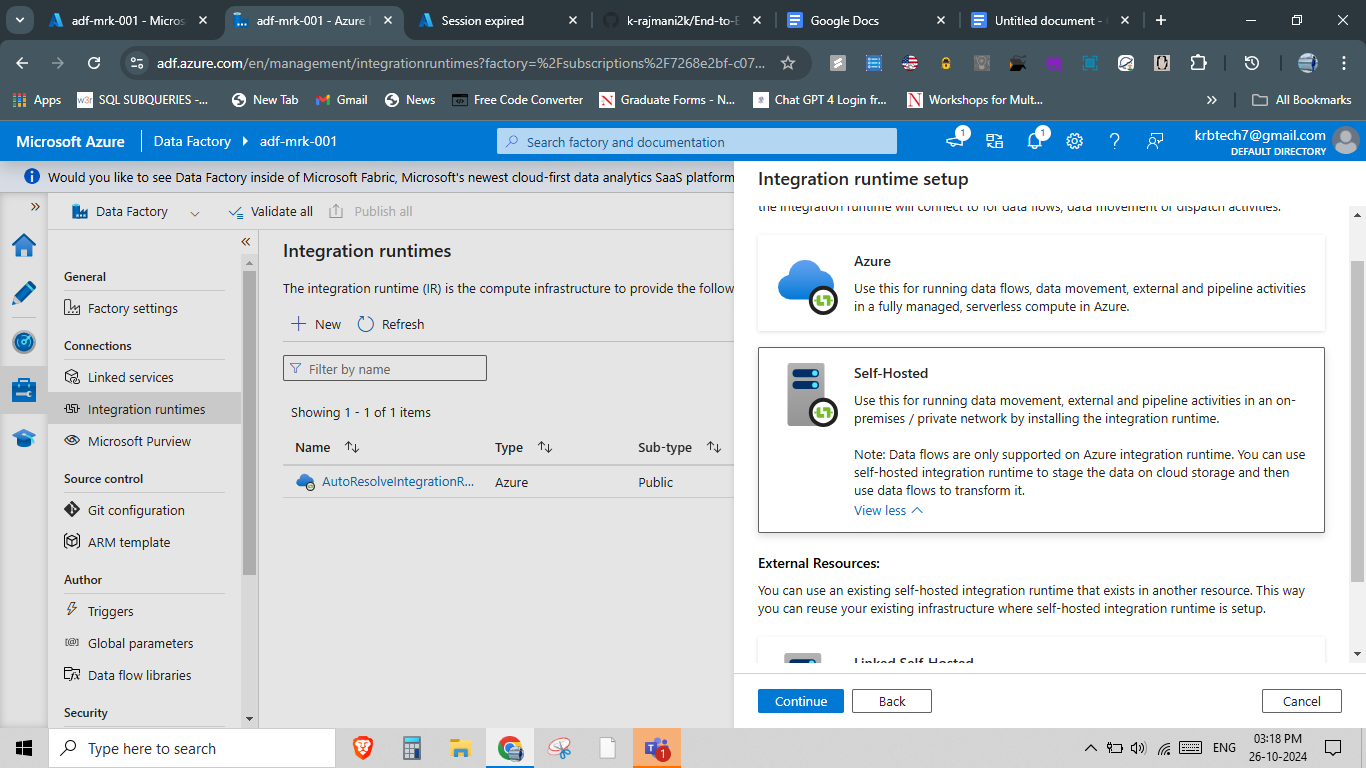 adf-mrk-001 - Micros
adf-mrk-001 - Azure
Session expired
k-rajmani2k/End-to-E
Google Docs
Untitled document -
adf.azure.com/en/management/integrationruntimes?factory=%2Fsubscriptions%2F7268e2bf-c07...
Apps
w3r SQL SUBQUERIES -...
New Tab
Gmail
News
Free Code Converter
N Graduate Forms - N...
Chat GPT 4 Login fr...
N Workshops for Mult...
All Bookmarks
Microsoft Azure
Data Factory
adf-mrk-001
Search factory and documentation
1
1
krbtech7@gmail.com
DEFAULT DIRECTORY
Would you like to see Data Factory inside of Microsoft Fabric, Microsoft's newest cloud-first data analytics SaaS platform
Data Factory
Validate all
Publish all
General
Factory settings
Connections
Linked services
Integration runtimes
Microsoft Purview
Source control
Git configuration
ARM template
Author
Triggers
Global parameters
Data flow libraries
Security
Integration runtimes
The integration runtime (IR) is the compute infrastructure to provide the follow
New
Refresh
Filter by name
Showing 1 - 1 of 1 items
Name
Type
Sub-type
AutoResolveIntegrationR...
Azure
Public
Integration runtime setup
the integration runtime will connect to for data flows, data movement or dispatch activities.
Azure
Use this for running data flows, data movement, external and pipeline activities
in a fully managed, serverless compute in Azure.
Self-Hosted
Use this for running data movement, external and pipeline activities in an on-
premises / private network by installing the integration runtime.
Note: Data flows are only supported on Azure integration runtime. You can use
self-hosted integration runtime to stage the data on cloud storage and then
use data flows to transform it.
View less
External Resources:
You can use an existing self-hosted integration runtime that exists in another resource. This way
you can reuse your existing infrastructure where self-hosted integration runtime is setup.
Linked Self-Hosted
Continue
Back
Cancel
Type here to search
1
ENG
03:18 PM
26-10-2024